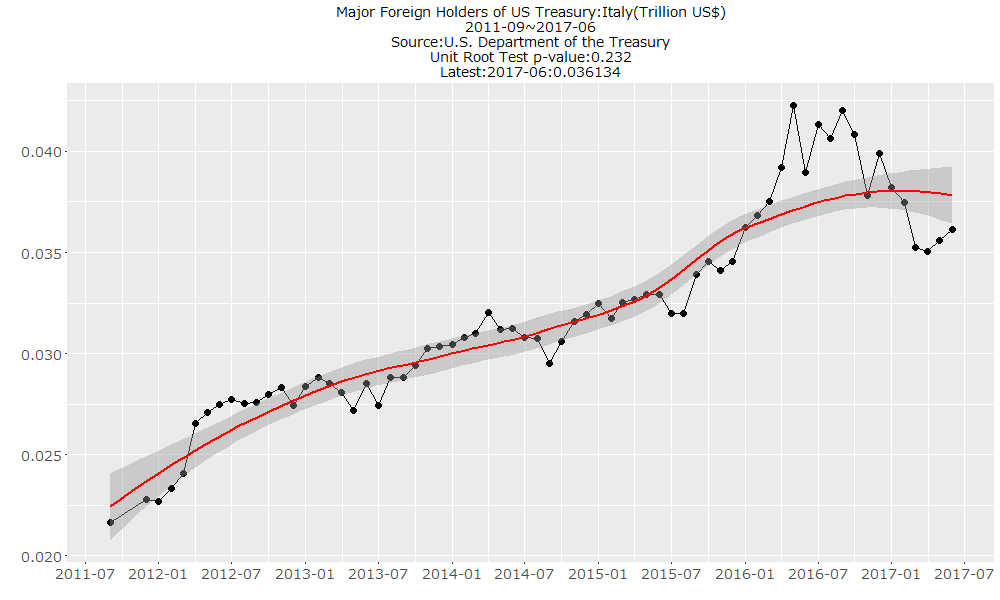 Major Foreign Holders of US Treasury:Italy(Trillion US$)
2011-09~2017-06
Source:U.S. Department of the Treasury
Unit Root Test p-value:0.232
Latest:2017-06:0.036134
0.040
0.035
0.030
0.025
0.020
2011-07 2012-01 2012-07 2013-01 2013-07 2014-01 2014-07 2015-01 2015-07 2016-01 2016-07 2017-01 2017-07